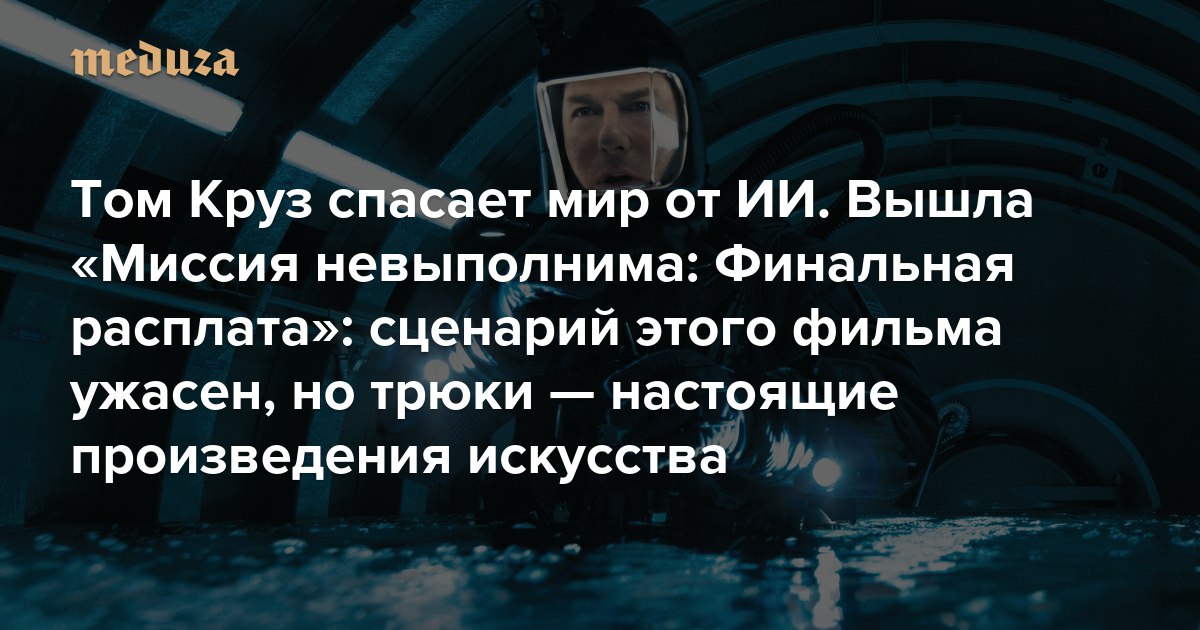 meduza
Том Круз спасает мир от ИИ. Вышла
«Миссия невыполнима: Финальная
расплата»: сценарий этого фильма
ужасен, но трюки — настоящие
произведения искусства